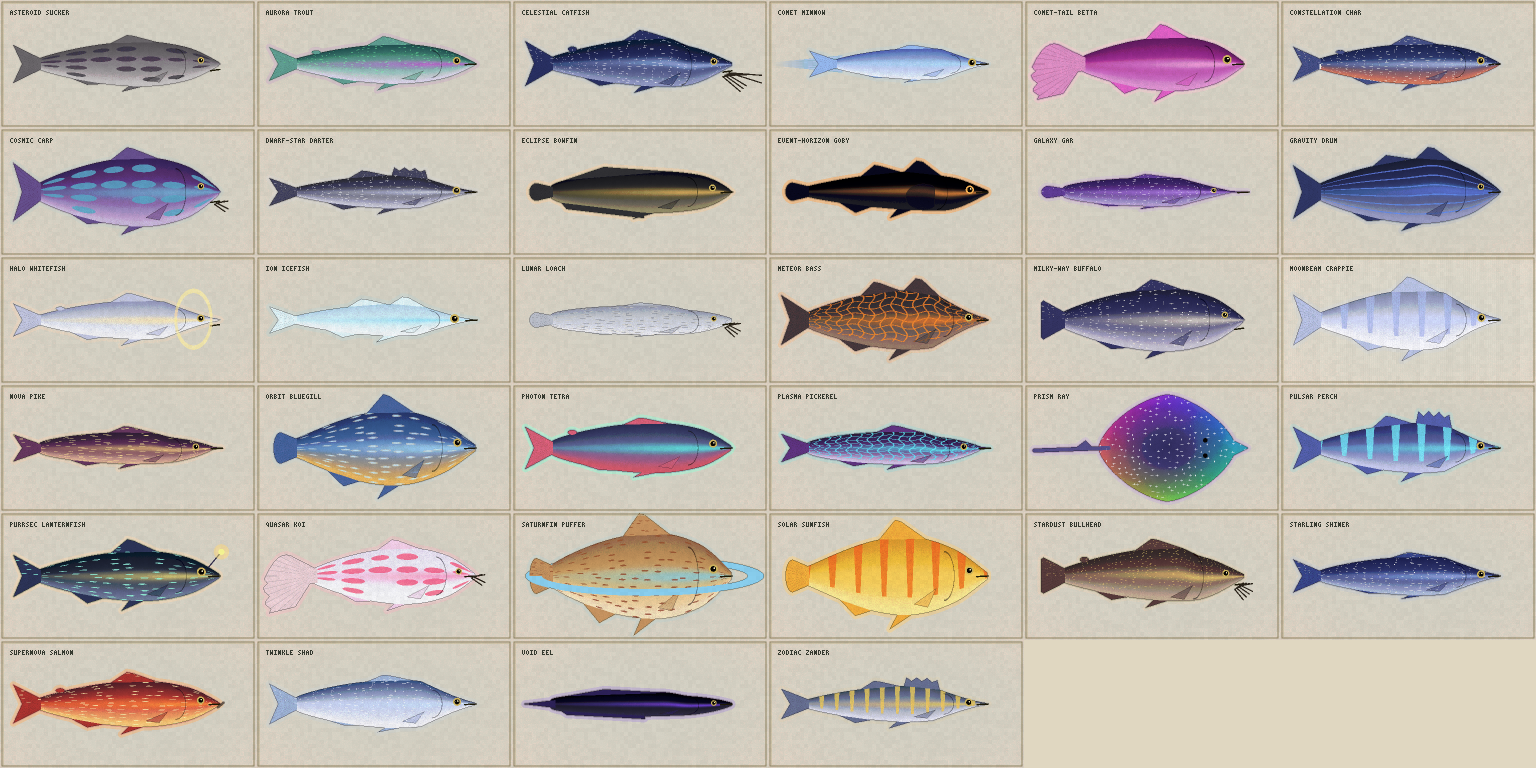 ASTEROID SUCKER
AURORA TROUT
CELESTIAL CATFISH
COMET MINNOW
COMET-TAIL BETTA
CONSTELLATION CHAR
COSMIC CARP
DWARF-STAR DARTER
ECLIPSE BOWFIN
EVENT-HORIZON GOBY
GALAXY GAR
GRAVITY DRUM
HALO WHITEFISH
ION ICEFISH
LUNAR LOACH
METEOR BASS
MILKY-WAY BUFFALO
MOONBEAM CRAPPIE
NOVA PIKE
ORBIT BLUEGILL
PHOTON TETRA
PLASMA PICKEREL
PRISM RAY
PULSAR PERCH
PURRSEC LANTERNFISH
QUASAR KOI
SATURNFIN PUFFER
SOLAR SUNFISH
STARDUST BULLHEAD
STARLING SHINER
SUPERNOVA SALMON
TWINKLE SHAD
VOID EEL
ZODIAC ZANDER